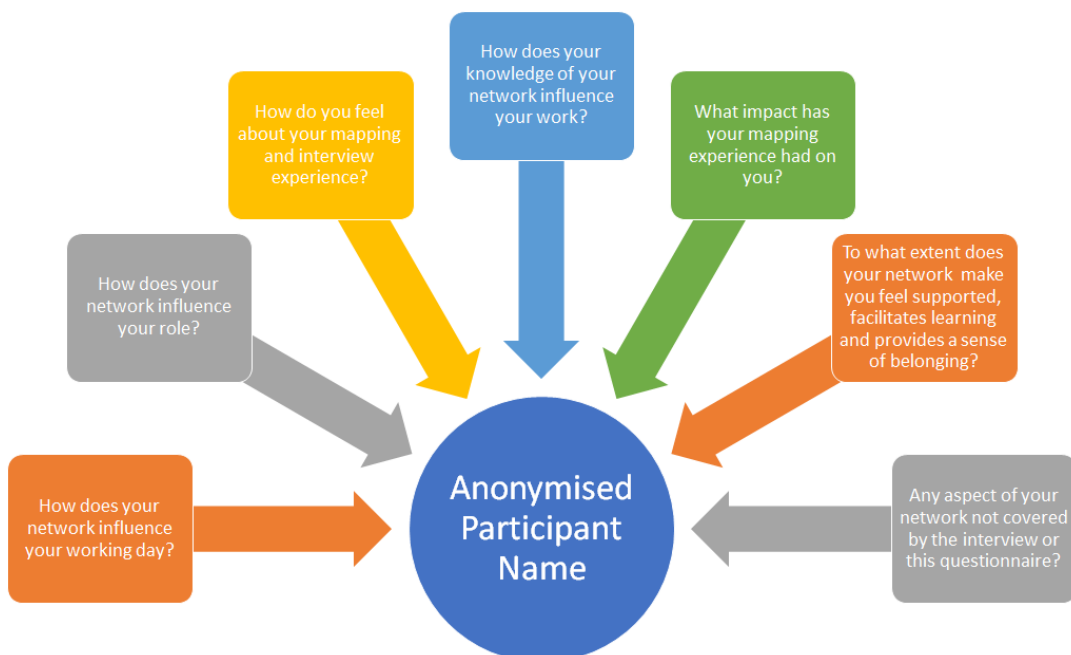 How does your
knowledge of your
network influence
your work?
How do you feel
about your mapping
and interview
experience?
What impact has
your mapping
experience had on
you?
How does your
network influence
your role?
To what extent does
your network make
you feel supported,
facilitates learning
and provides a sense
of belonging?
How does your
network influence
your working day?
Anonymised
Participant
Name
Any aspect of your
network not covered
by the interview or
this questionnaire?